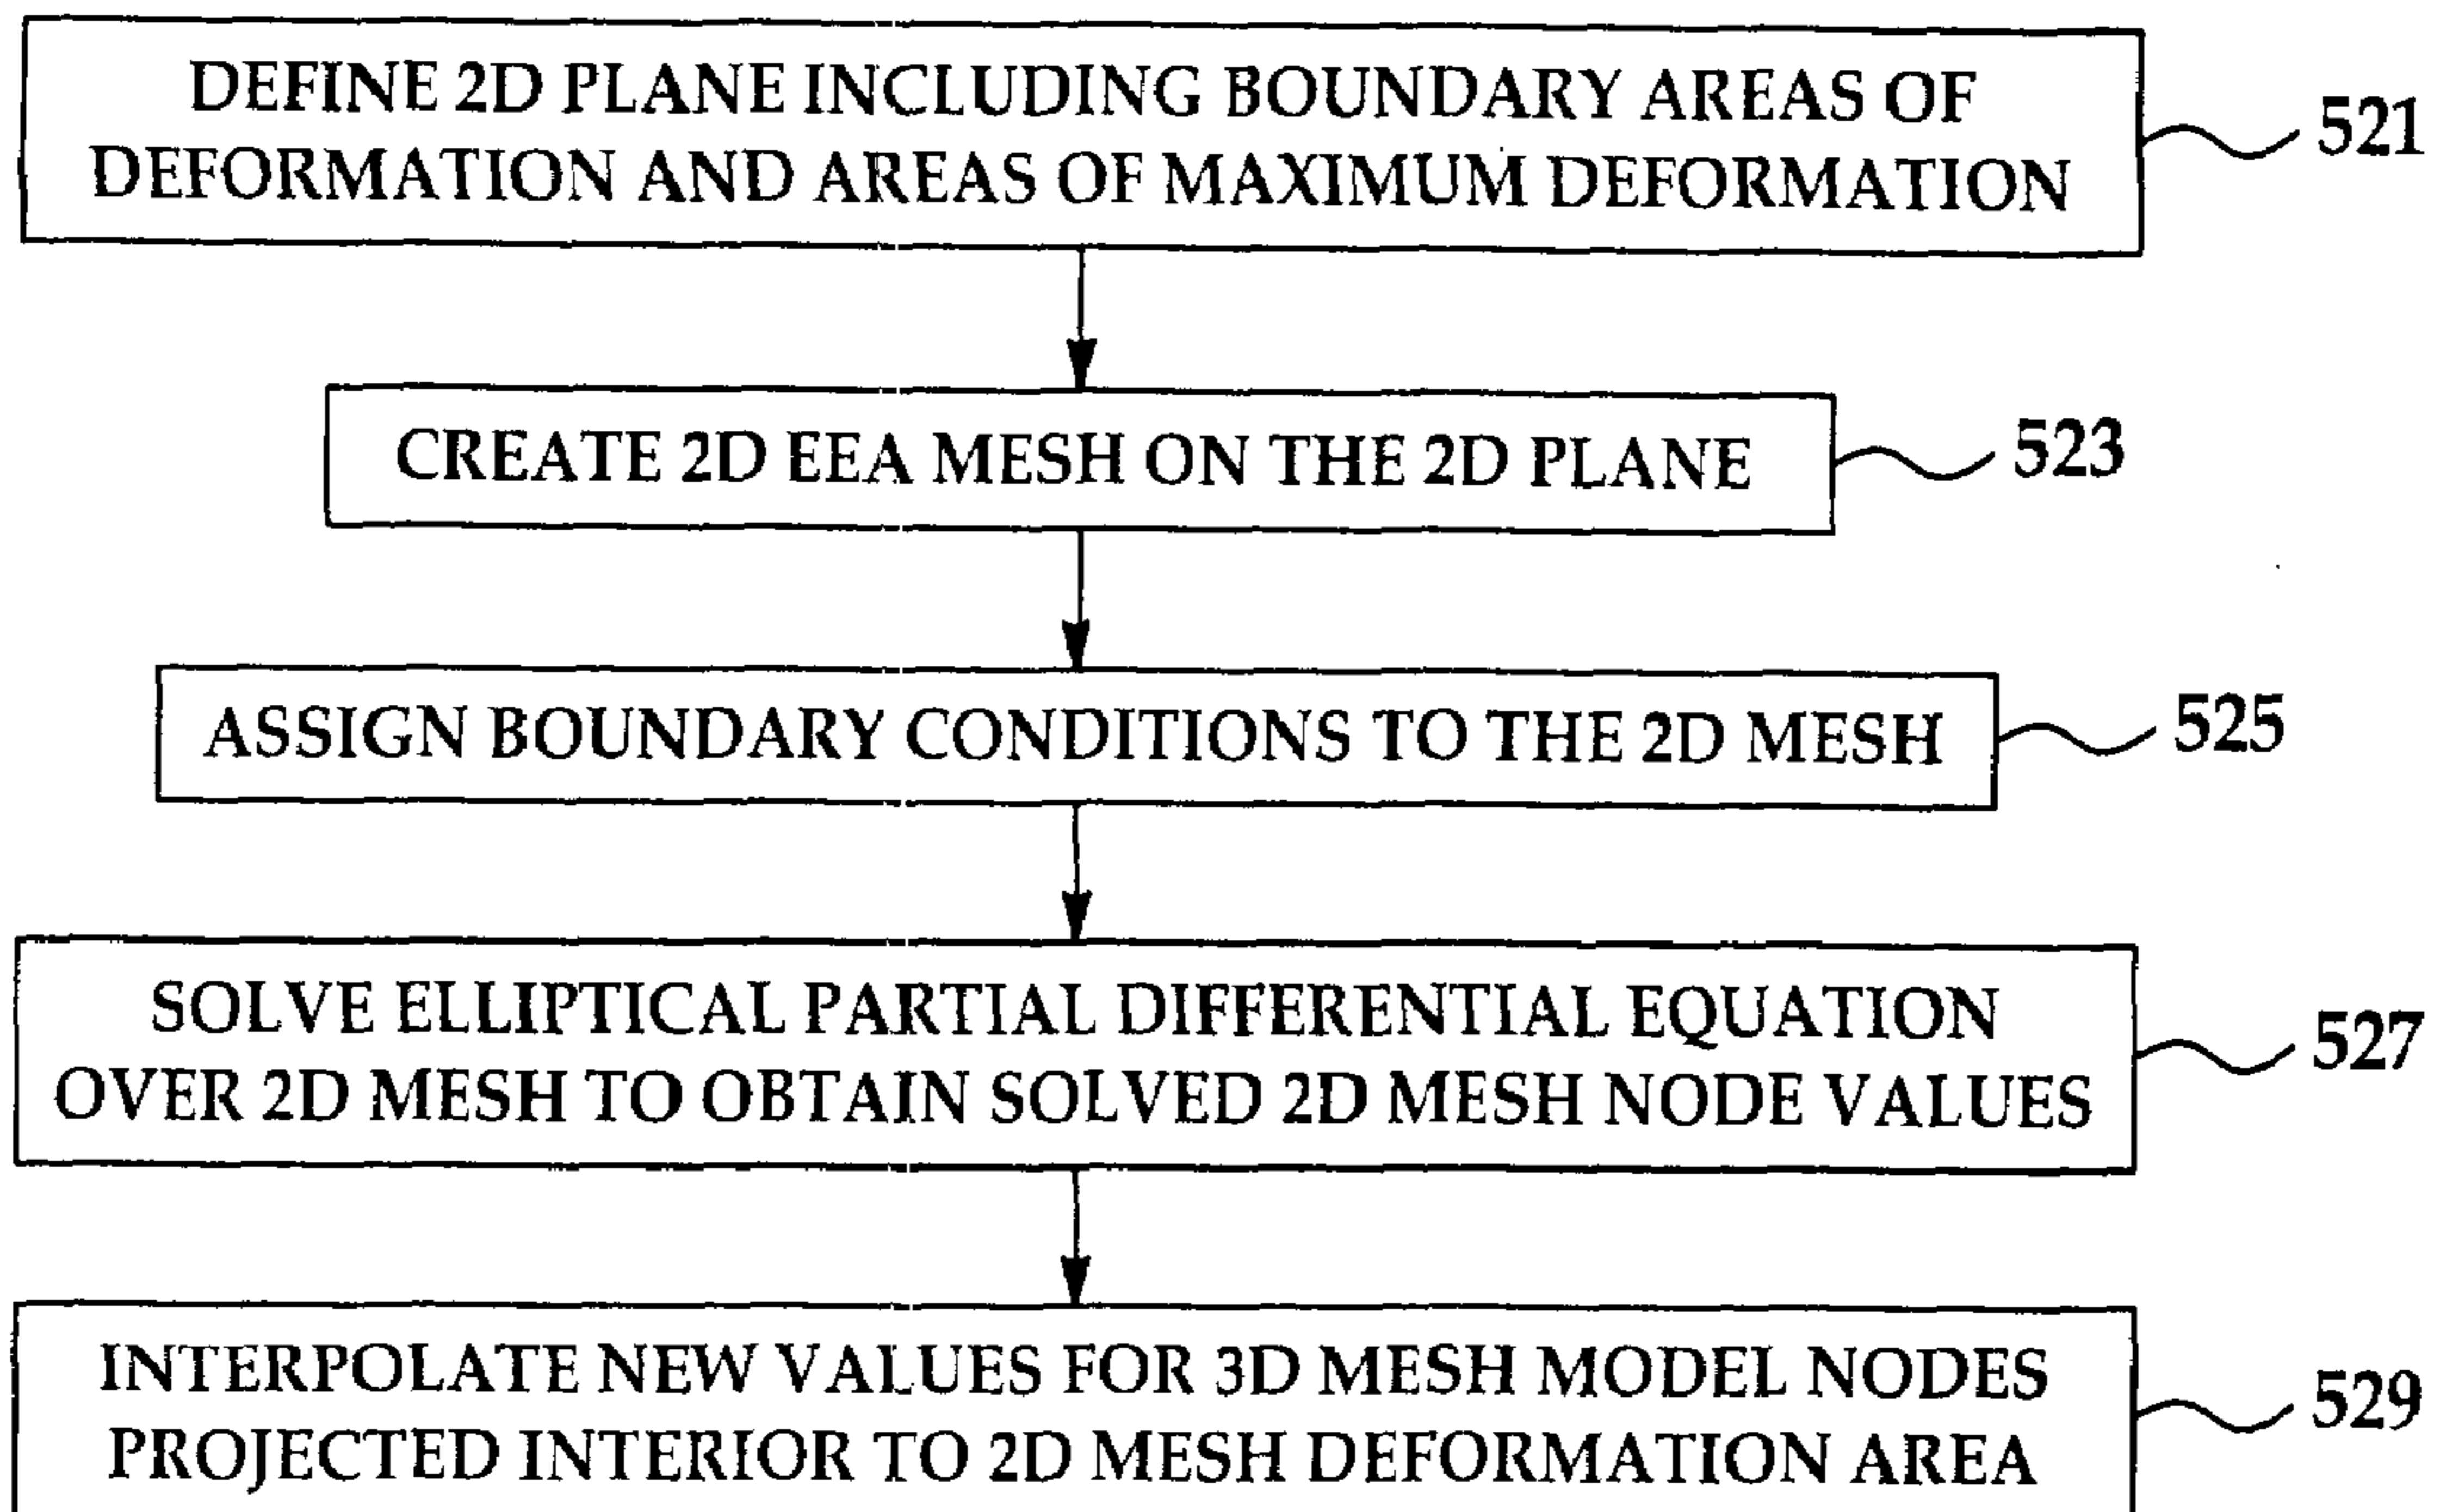 DEFINE 2D PLANE INCLUDING BOUNDARY AREAS OF
DEFORMATION AND AREAS OF MAXIMUM DEFORMATION
521
CREATE 2D EEA MESH ON THE 2D PLANE
523
ASSIGN BOUNDARY CONDITIONS TO THE 2D MESH
525
SOLVE ELLIPTICAL PARTIAL DIFFERENTIAL EQUATION
OVER 2D MESH TO OBTAIN SOLVED 2D MESH NODE VALUES
527
INTERPOLATE NEW VALUES FOR 3D MESH MODEL NODES
PROJECTED INTERIOR TO 2D MESH DEFORMATION AREA
529